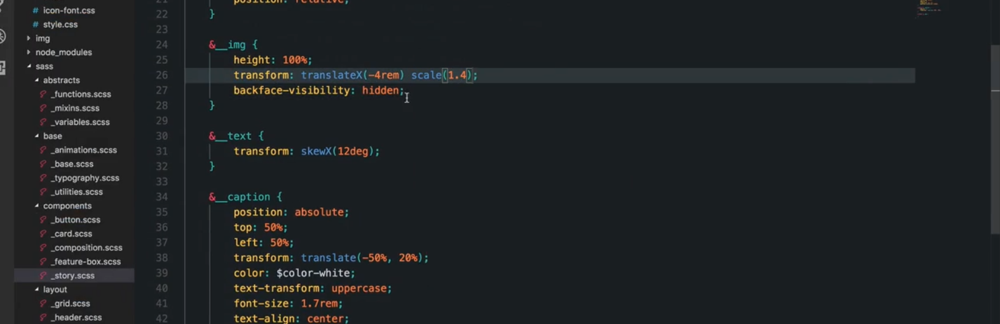 icon-font.css
style.css
img
node_modules
sass
abstracts
_functions.scss
_mixins.scss
_variables.scss
base
_animations.scss
_base.scss
_typography.scss
_utilities.scss
components
_button.scss
_card.scss
_composition.scss
_feature-box.scss
_story.scss
layout
_grid.scss
_header.scss
21 position: relative;
22 }
23
24 &__img {
25 height: 100%;
26 transform: translateX(-4rem) scale(1.4);
27 backface-visibility: hidden;
28 }
29
30 &__text {
31 transform: skewX(12deg);
32 }
33
34 &__caption {
35 position: absolute;
36 top: 50%;
37 left: 50%;
38 transform: translate(-50%, 20%);
39 color: $color-white;
40 text-transform: uppercase;
41 font-size: 1.7rem;
42 text-align: center;